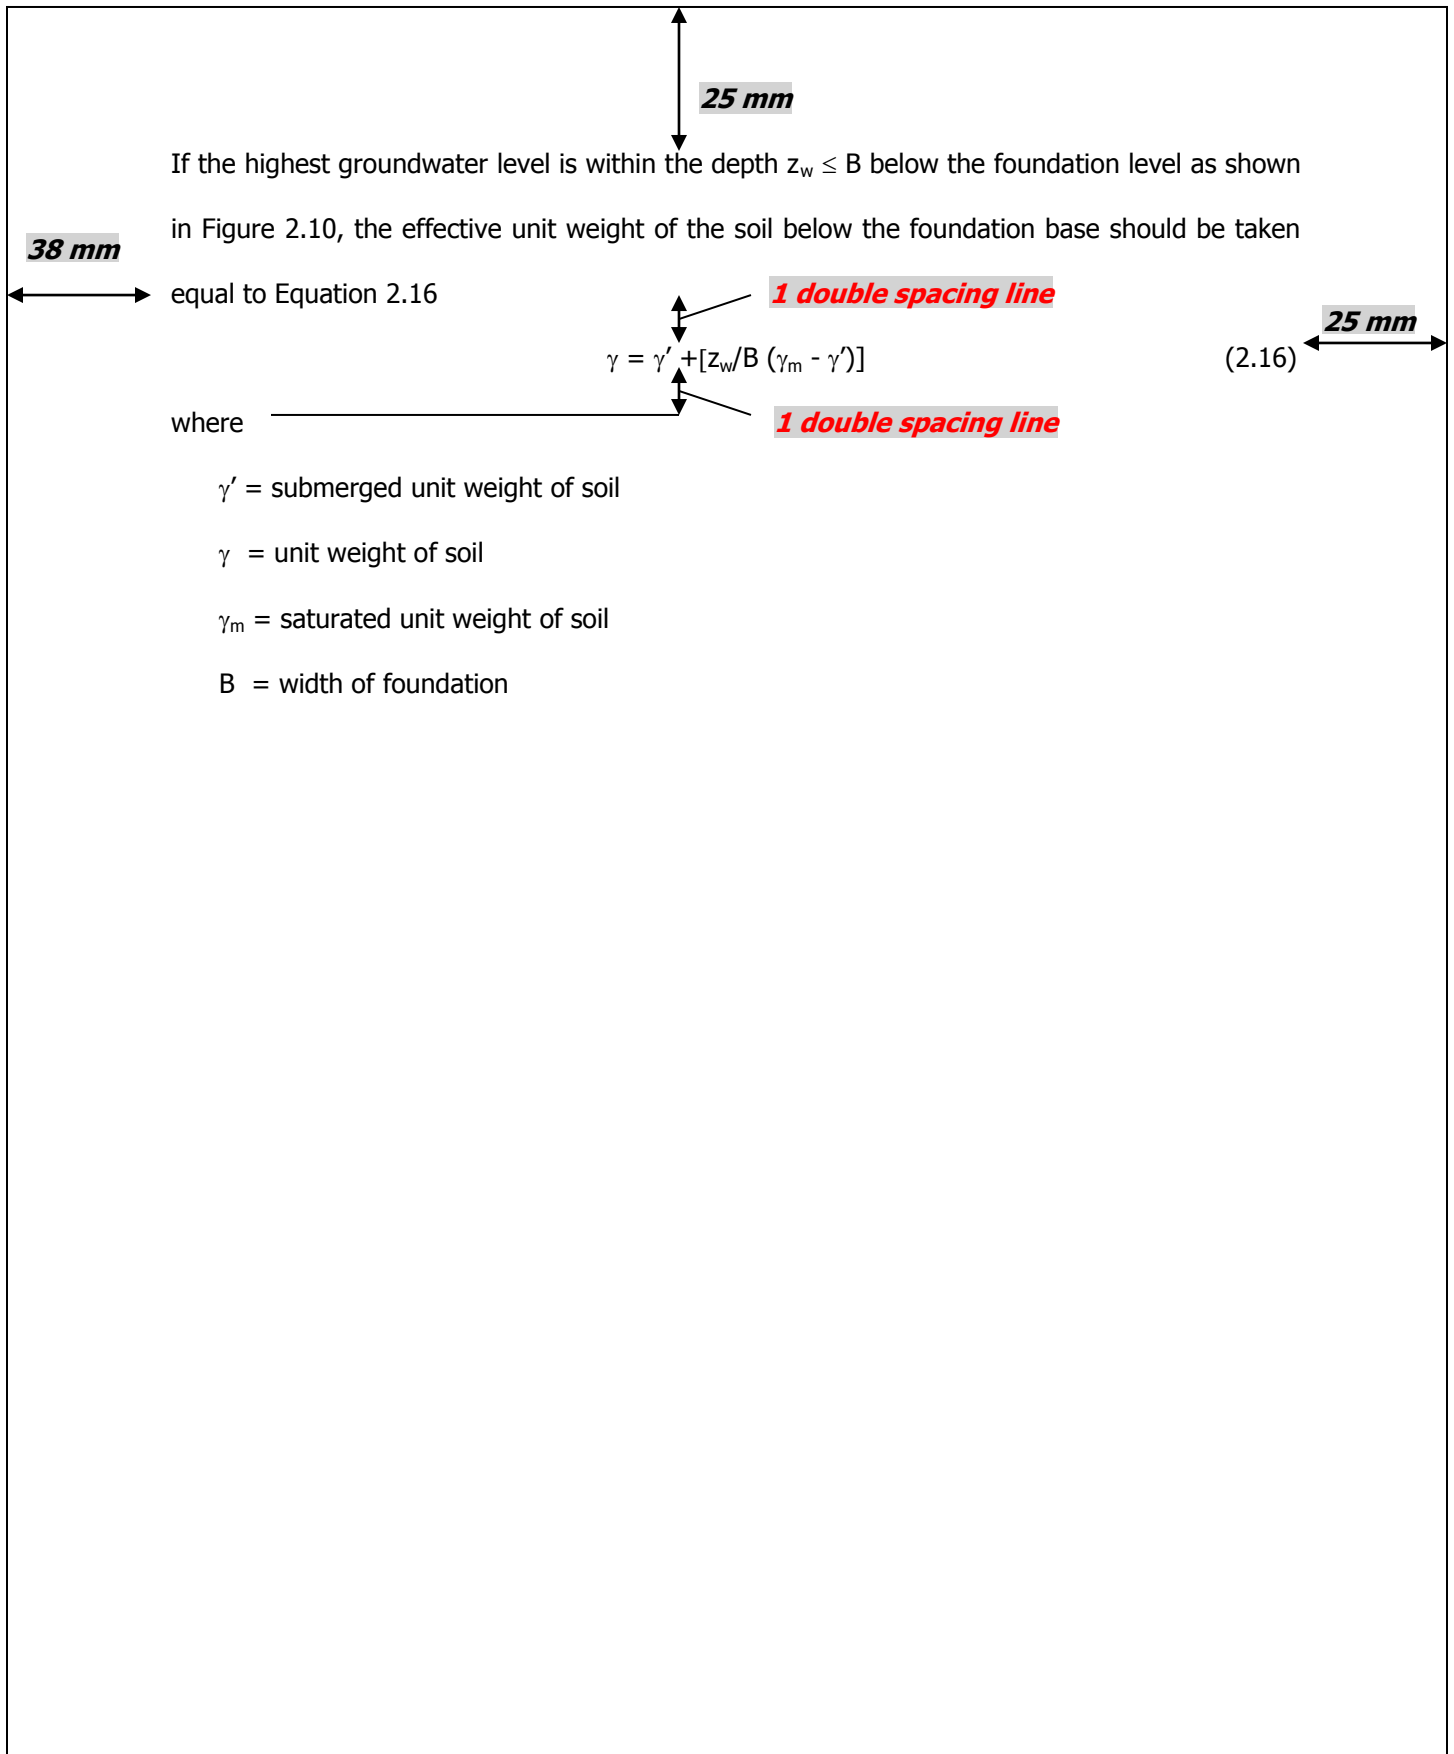 25 mm
If the highest groundwater level is within the depth zw ≤ B below the foundation level as shown
in Figure 2.10, the effective unit weight of the soil below the foundation base should be taken
38 mm
equal to Equation 2.16
1 double spacing line
25 mm
γ = γ′ +[zw/B (γm - γ′)] (2.16)
where
1 double spacing line
γ′ = submerged unit weight of soil
γ = unit weight of soil
γm = saturated unit weight of soil
B = width of foundation